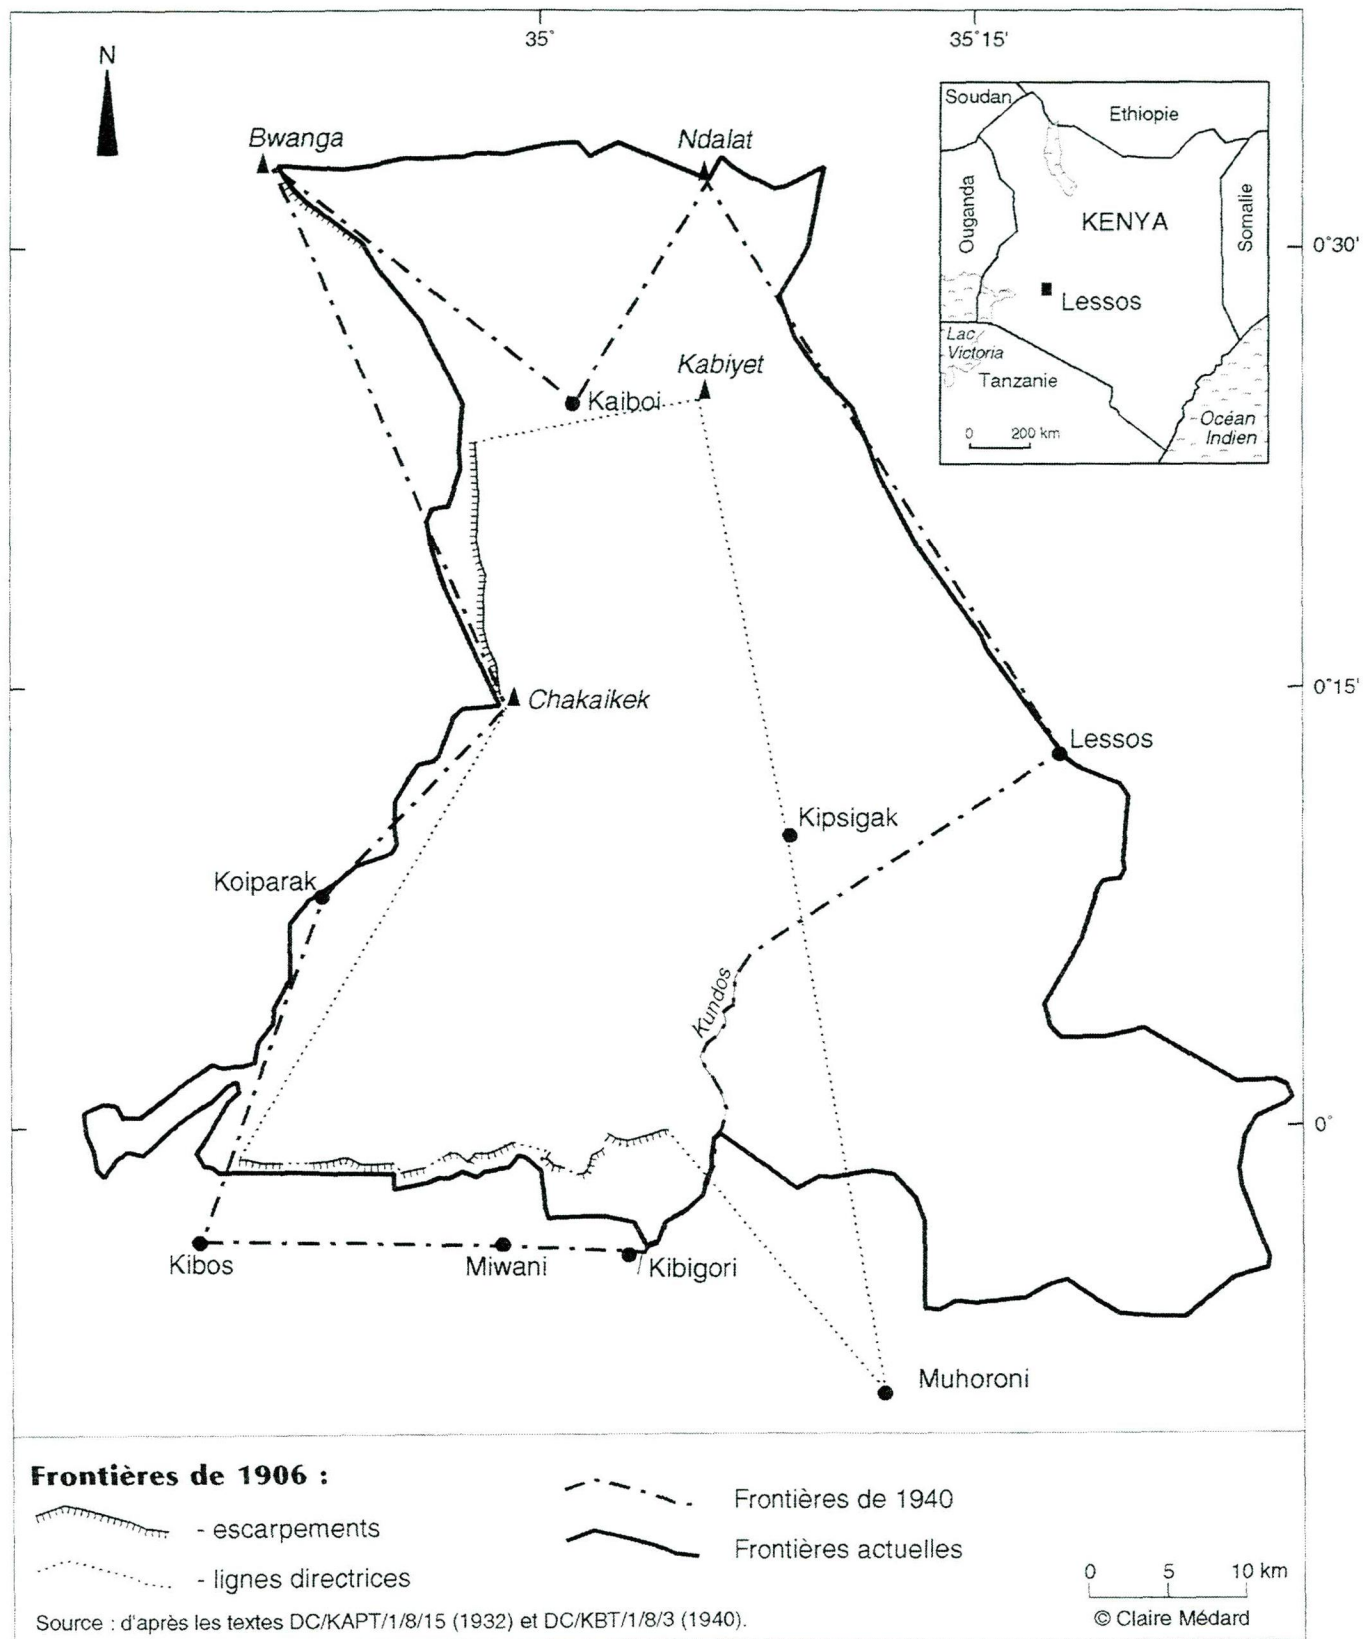 35°
35°15'
N
Bwanga
Ndalat
Soudan
Ethiopie
Ouganda
KENYA
Somalie
0°30'
Lessos
Lac
Victoria
Tanzanie
Océan
Indien
0 200 km
Kabiyet
Kaiboi
Chakaikek
0°15'
Lessos
Kipsigak
Koiparak
Kundos
0°
Kibos
Miwani
Kibigori
Muhoroni
Frontières de 1906 :
- escarpements
- lignes directrices
Frontières de 1940
Frontières actuelles
0 5 10 km
Source : d'après les textes DC/KAPT/1/8/15 (1932) et DC/KBT/1/8/3 (1940).
© Claire Médard